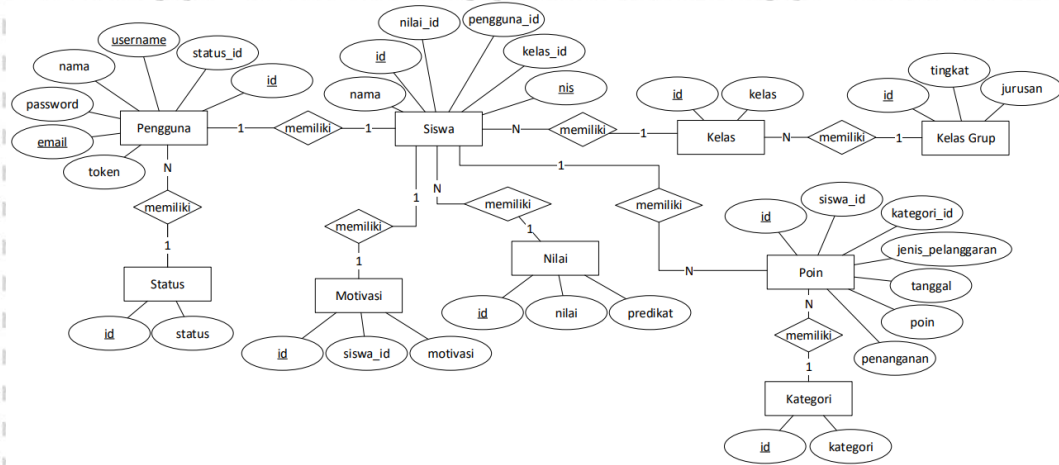 username
status_id
nama
id
password
email
token
Pengguna
1
memiliki
1
nilai_id
pengguna_id
id
kelas_id
nama
nis
Siswa
N
memiliki
1
id
kelas
Kelas
N
memiliki
1
tingkat
id
jurusan
Kelas Grup
N
memiliki
1
Status
id
status
1
memiliki
1
Motivasi
id
siswa_id
motivasi
N
memiliki
1
Nilai
id
nilai
predikat
1
memiliki
N
siswa_id
id
kategori_id
jenis_pelanggaran
Poin
tanggal
poin
penanganan
N
memiliki
1
Kategori
id
kategori